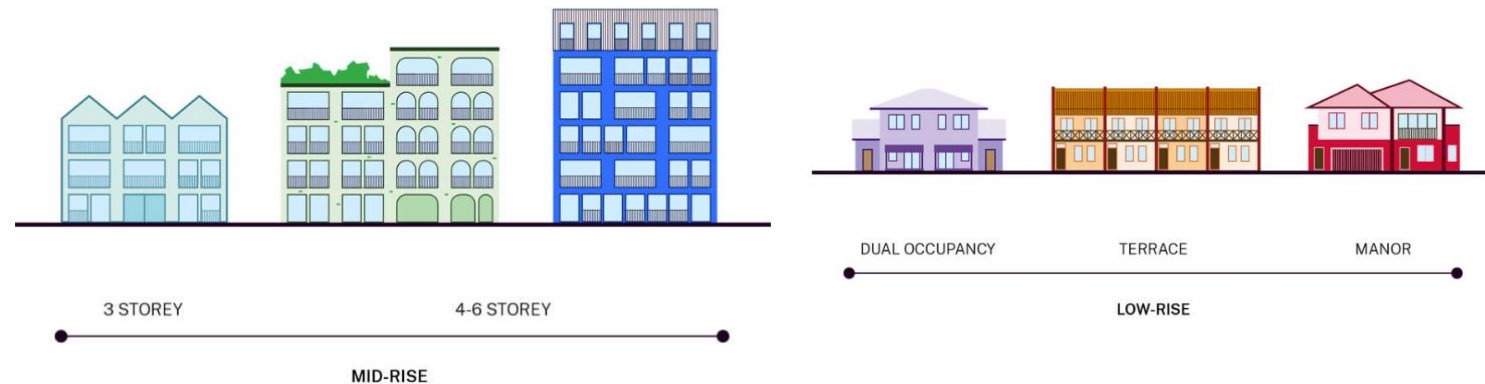 3 STOREY
4-6 STOREY
MID-RISE
DUAL OCCUPANCY
TERRACE
MANOR
LOW-RISE